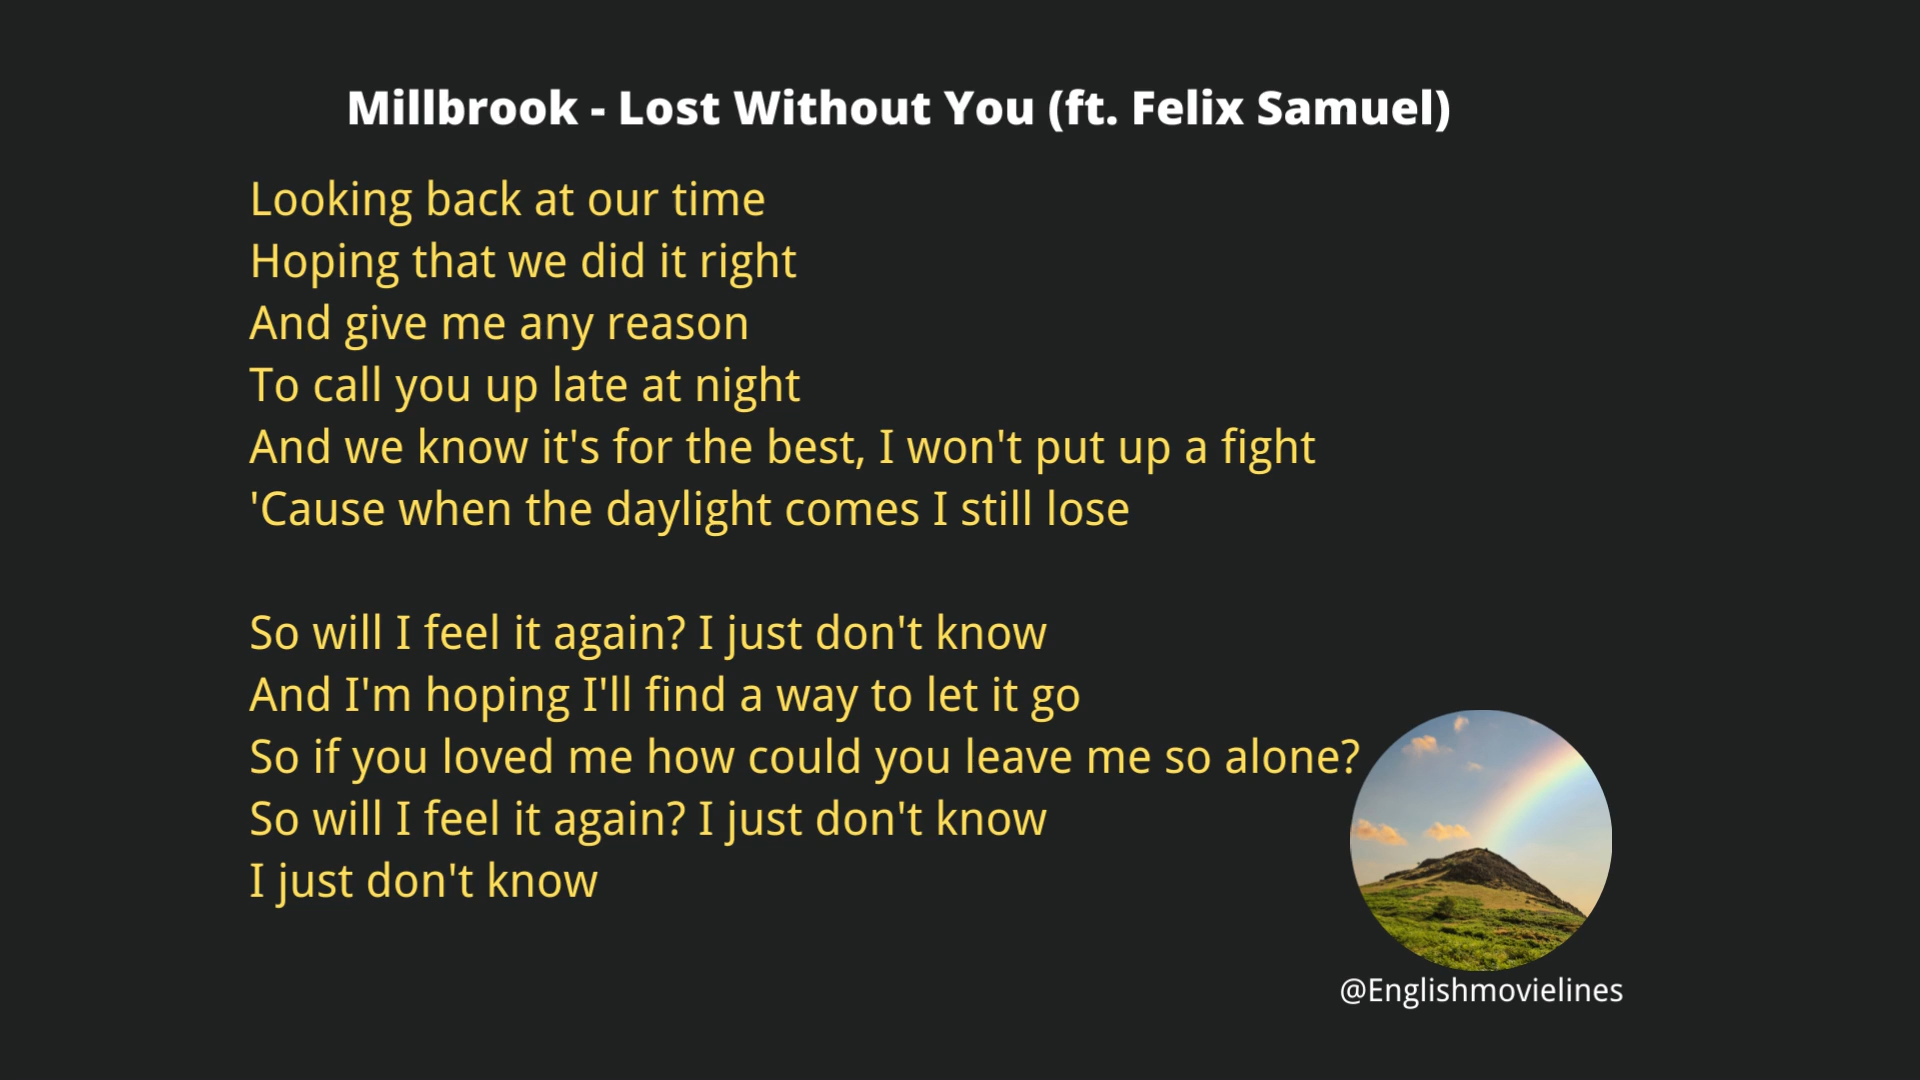 Millbrook - Lost Without You (ft. Felix Samuel)
Looking back at our time
Hoping that we did it right
And give me any reason
To call you up late at night
And we know it's for the best, I won't put up a fight
'Cause when the daylight comes I still lose
So will I feel it again? I just don't know
And I'm hoping I'll find a way to let it go
So if you loved me how could you leave me so alone?
So will I feel it again? I just don't know
I just don't know
@Englishmovielines